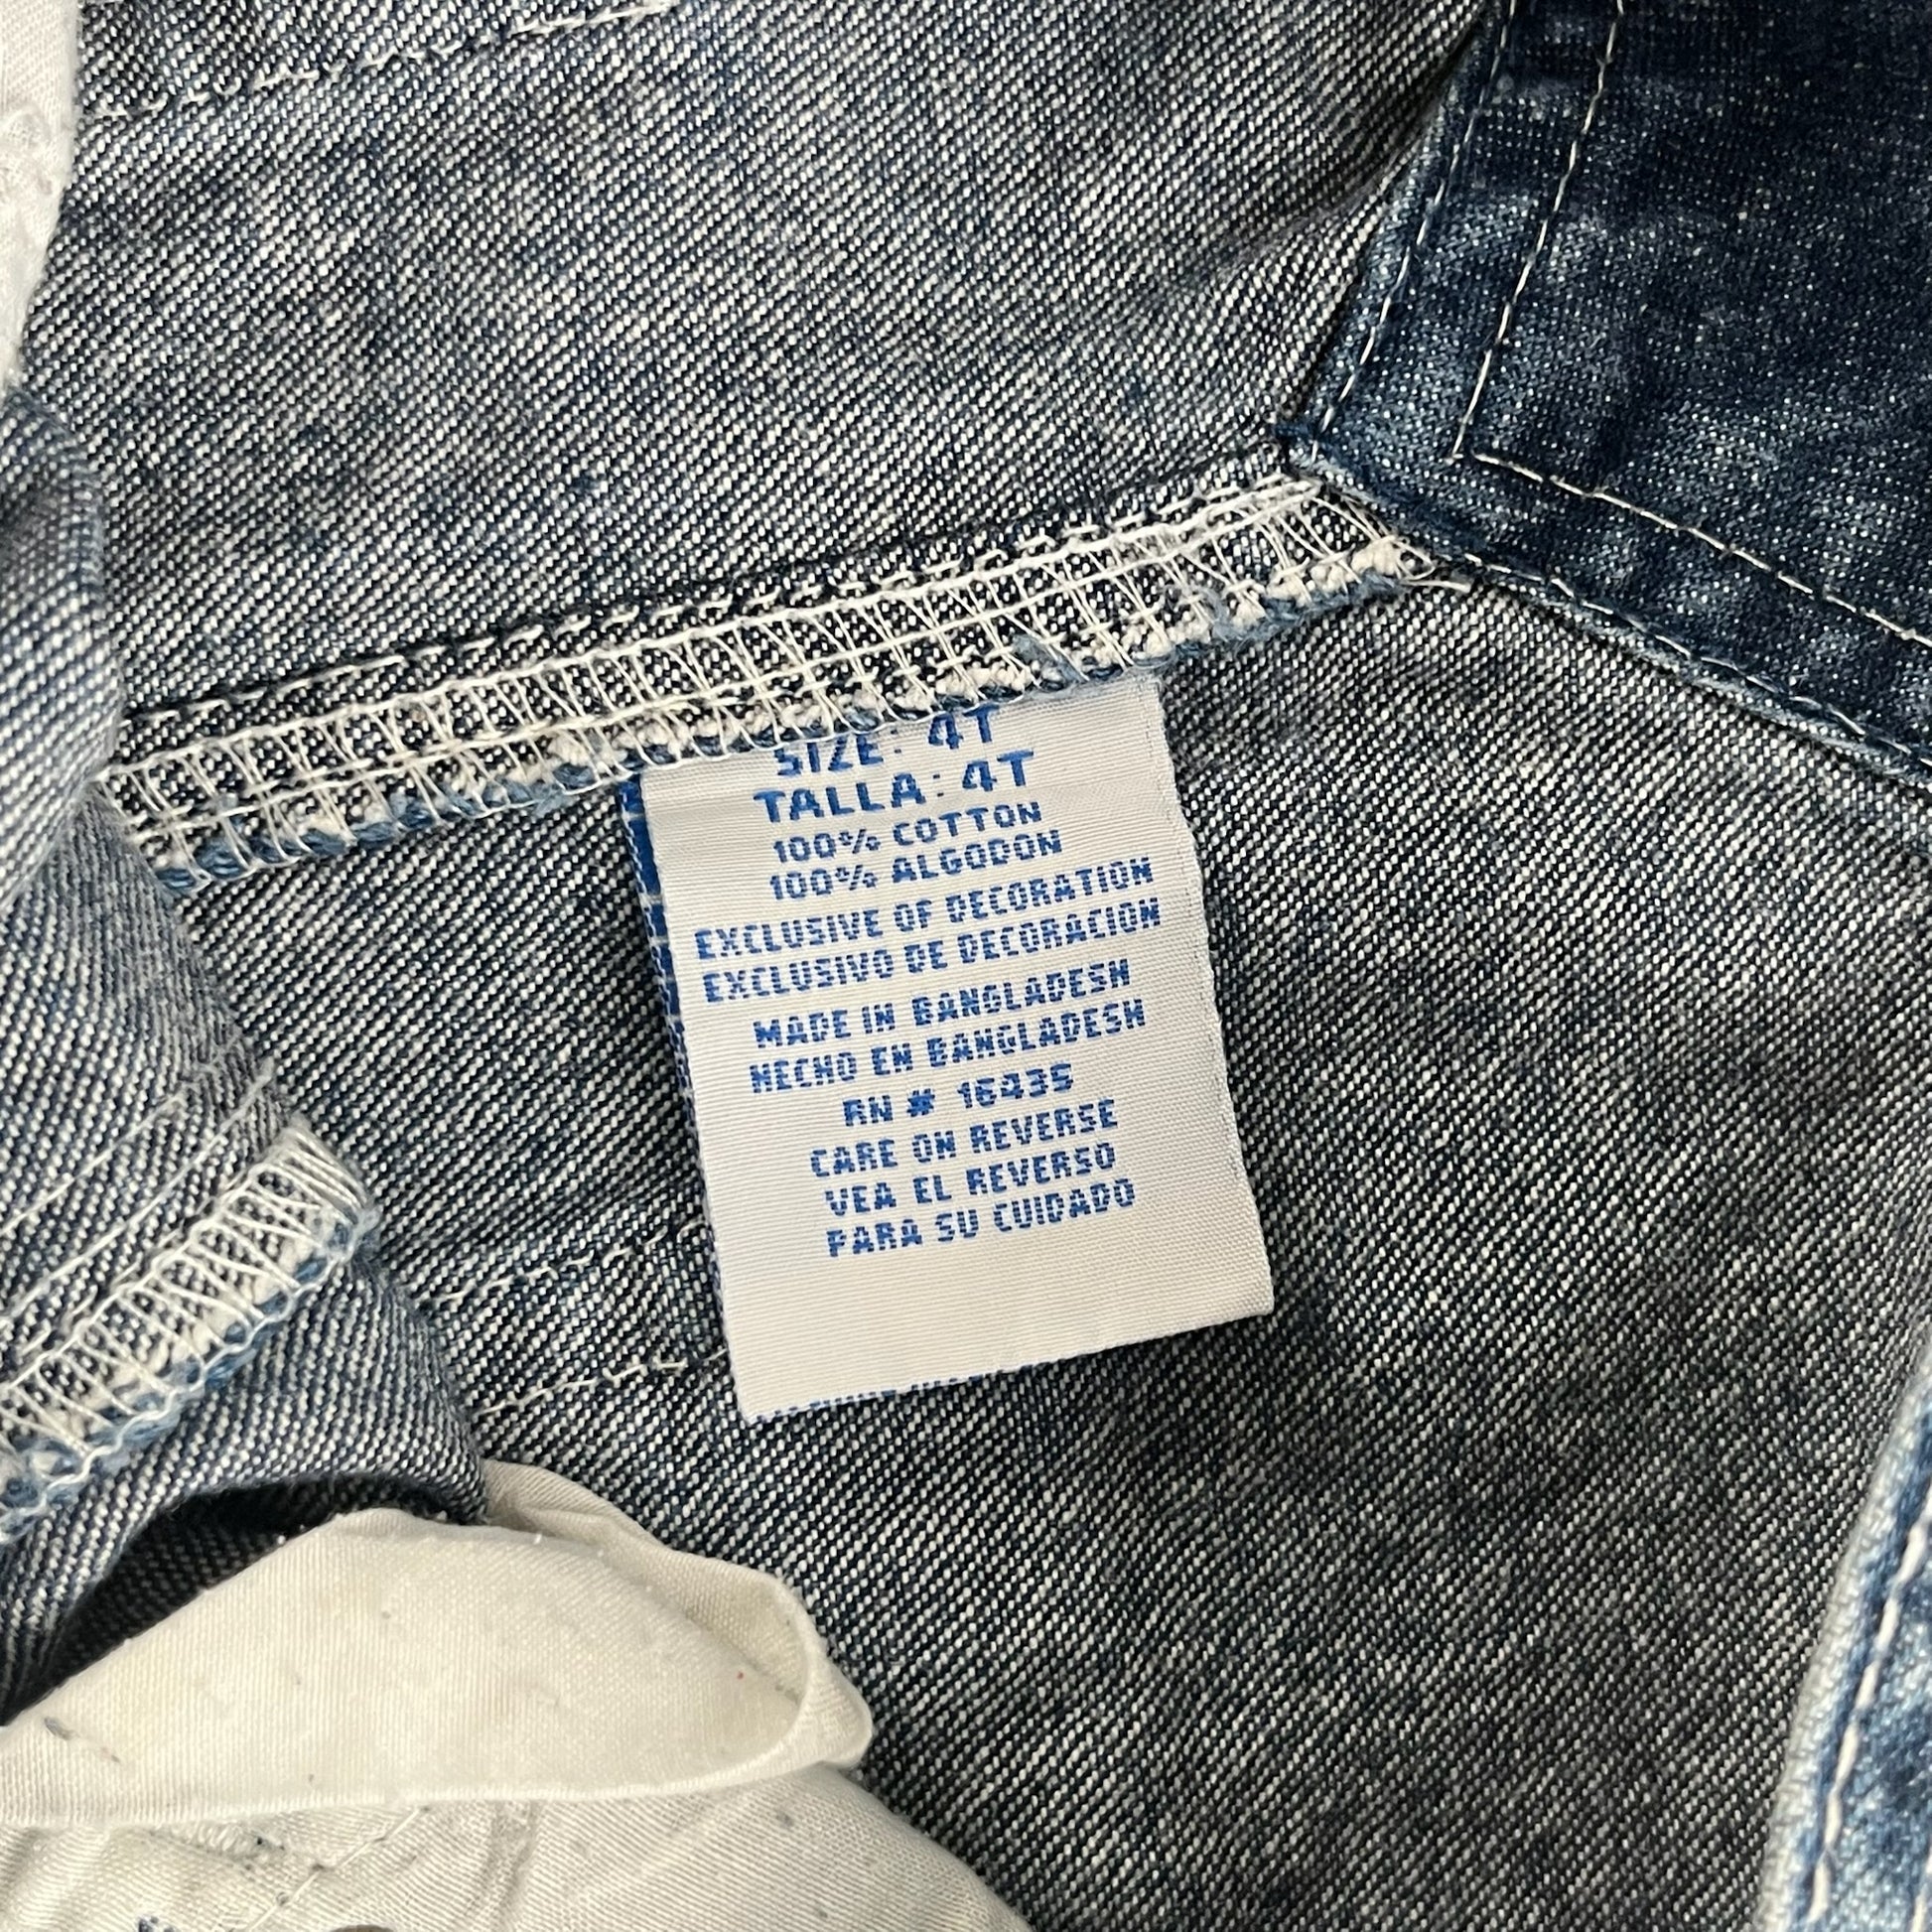 SIZE: 4T
TALLA: 4T
100% COTTON
100% ALGODON
EXCLUSIVE OF DECORATION
EXCLUSIVO DE DECORACION
MADE IN BANGLADESH
HECHO EN BANGLADESH
RN # 16435
CARE ON REVERSE
VEA EL REVERSO
PARA SU CUIDADO